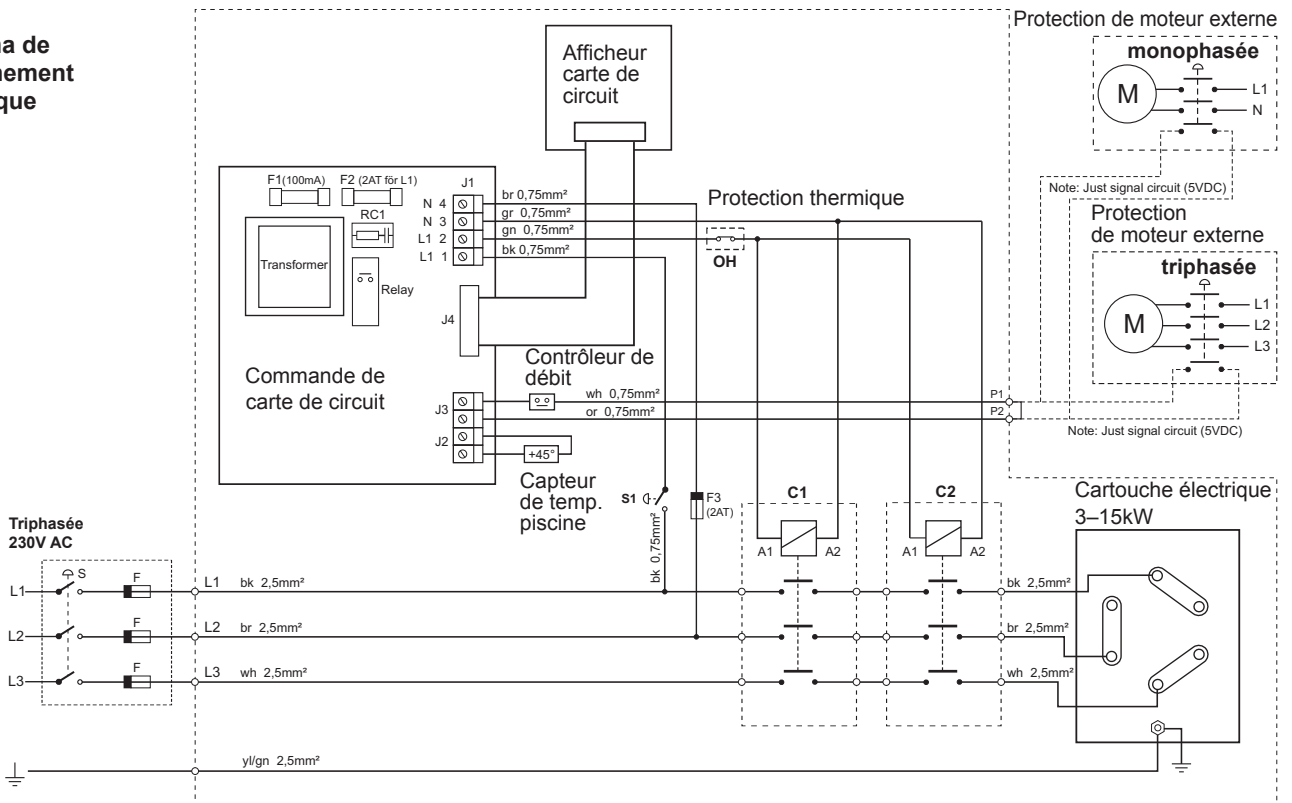 a de
nement
que
Protection de moteur externe
monophasée
M
L1
N
Note: Just signal circuit (5VDC)
Protection
de moteur externe
triphasée
M
L1
L2
L3
Note: Just signal circuit (5VDC)
Afficheur
carte de
circuit
F1(100mA)
F2 (2AT för L1)
J1
RC1
Transformer
Relay
N 4
N 3
L1 2
L1 1
br 0,75mm²
gr 0,75mm²
gn 0,75mm²
bk 0,75mm²
Protection thermique
OH
J4
Commande de
carte de circuit
Contrôleur de
débit
J3
J2
wh 0,75mm²
or 0,75mm²
P1
P2
+45°
Capteur
de temp.
piscine
S1
bk 0,75mm²
F3
(2AT)
C1
A1
A2
C2
A1
A2
Cartouche électrique
3–15kW
Triphasée
230V AC
S
F
L1
L1
bk 2,5mm²
bk 2,5mm²
F
L2
L2
br 2,5mm²
br 2,5mm²
F
L3
L3
wh 2,5mm²
wh 2,5mm²
yl/gn 2,5mm²